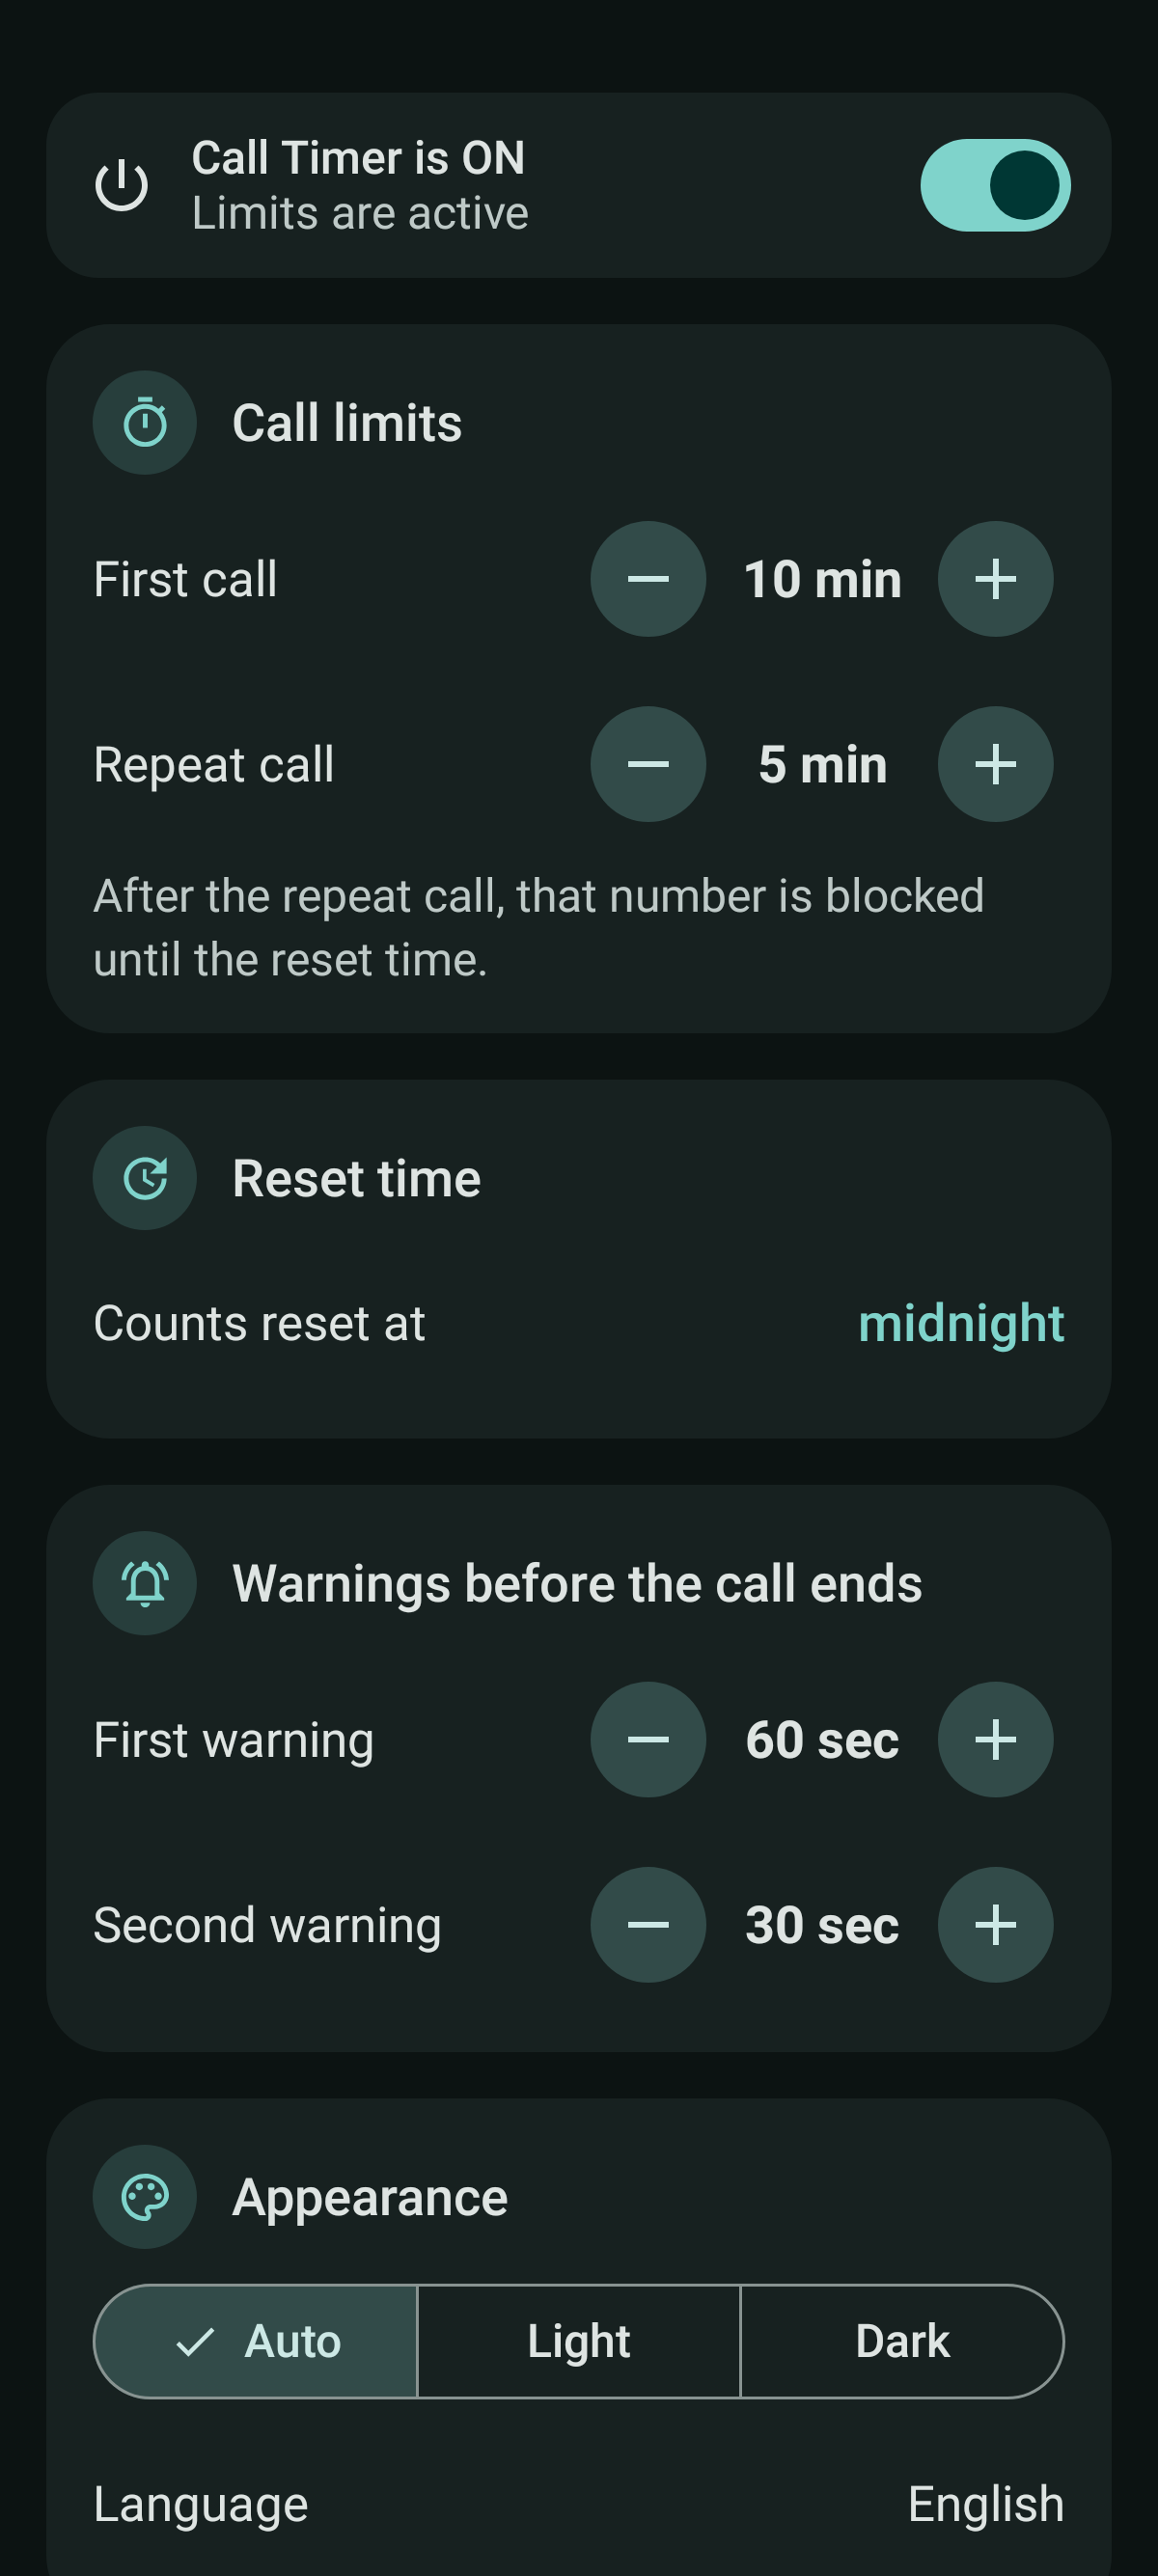 Call Timer is ON
Limits are active
Call limits
First call
10 min
Repeat call
5 min
After the repeat call, that number is blocked
until the reset time.
Reset time
Counts reset at
midnight
Warnings before the call ends
First warning
60 sec
Second warning
30 sec
Appearance
Auto
Light
Dark
Language
English